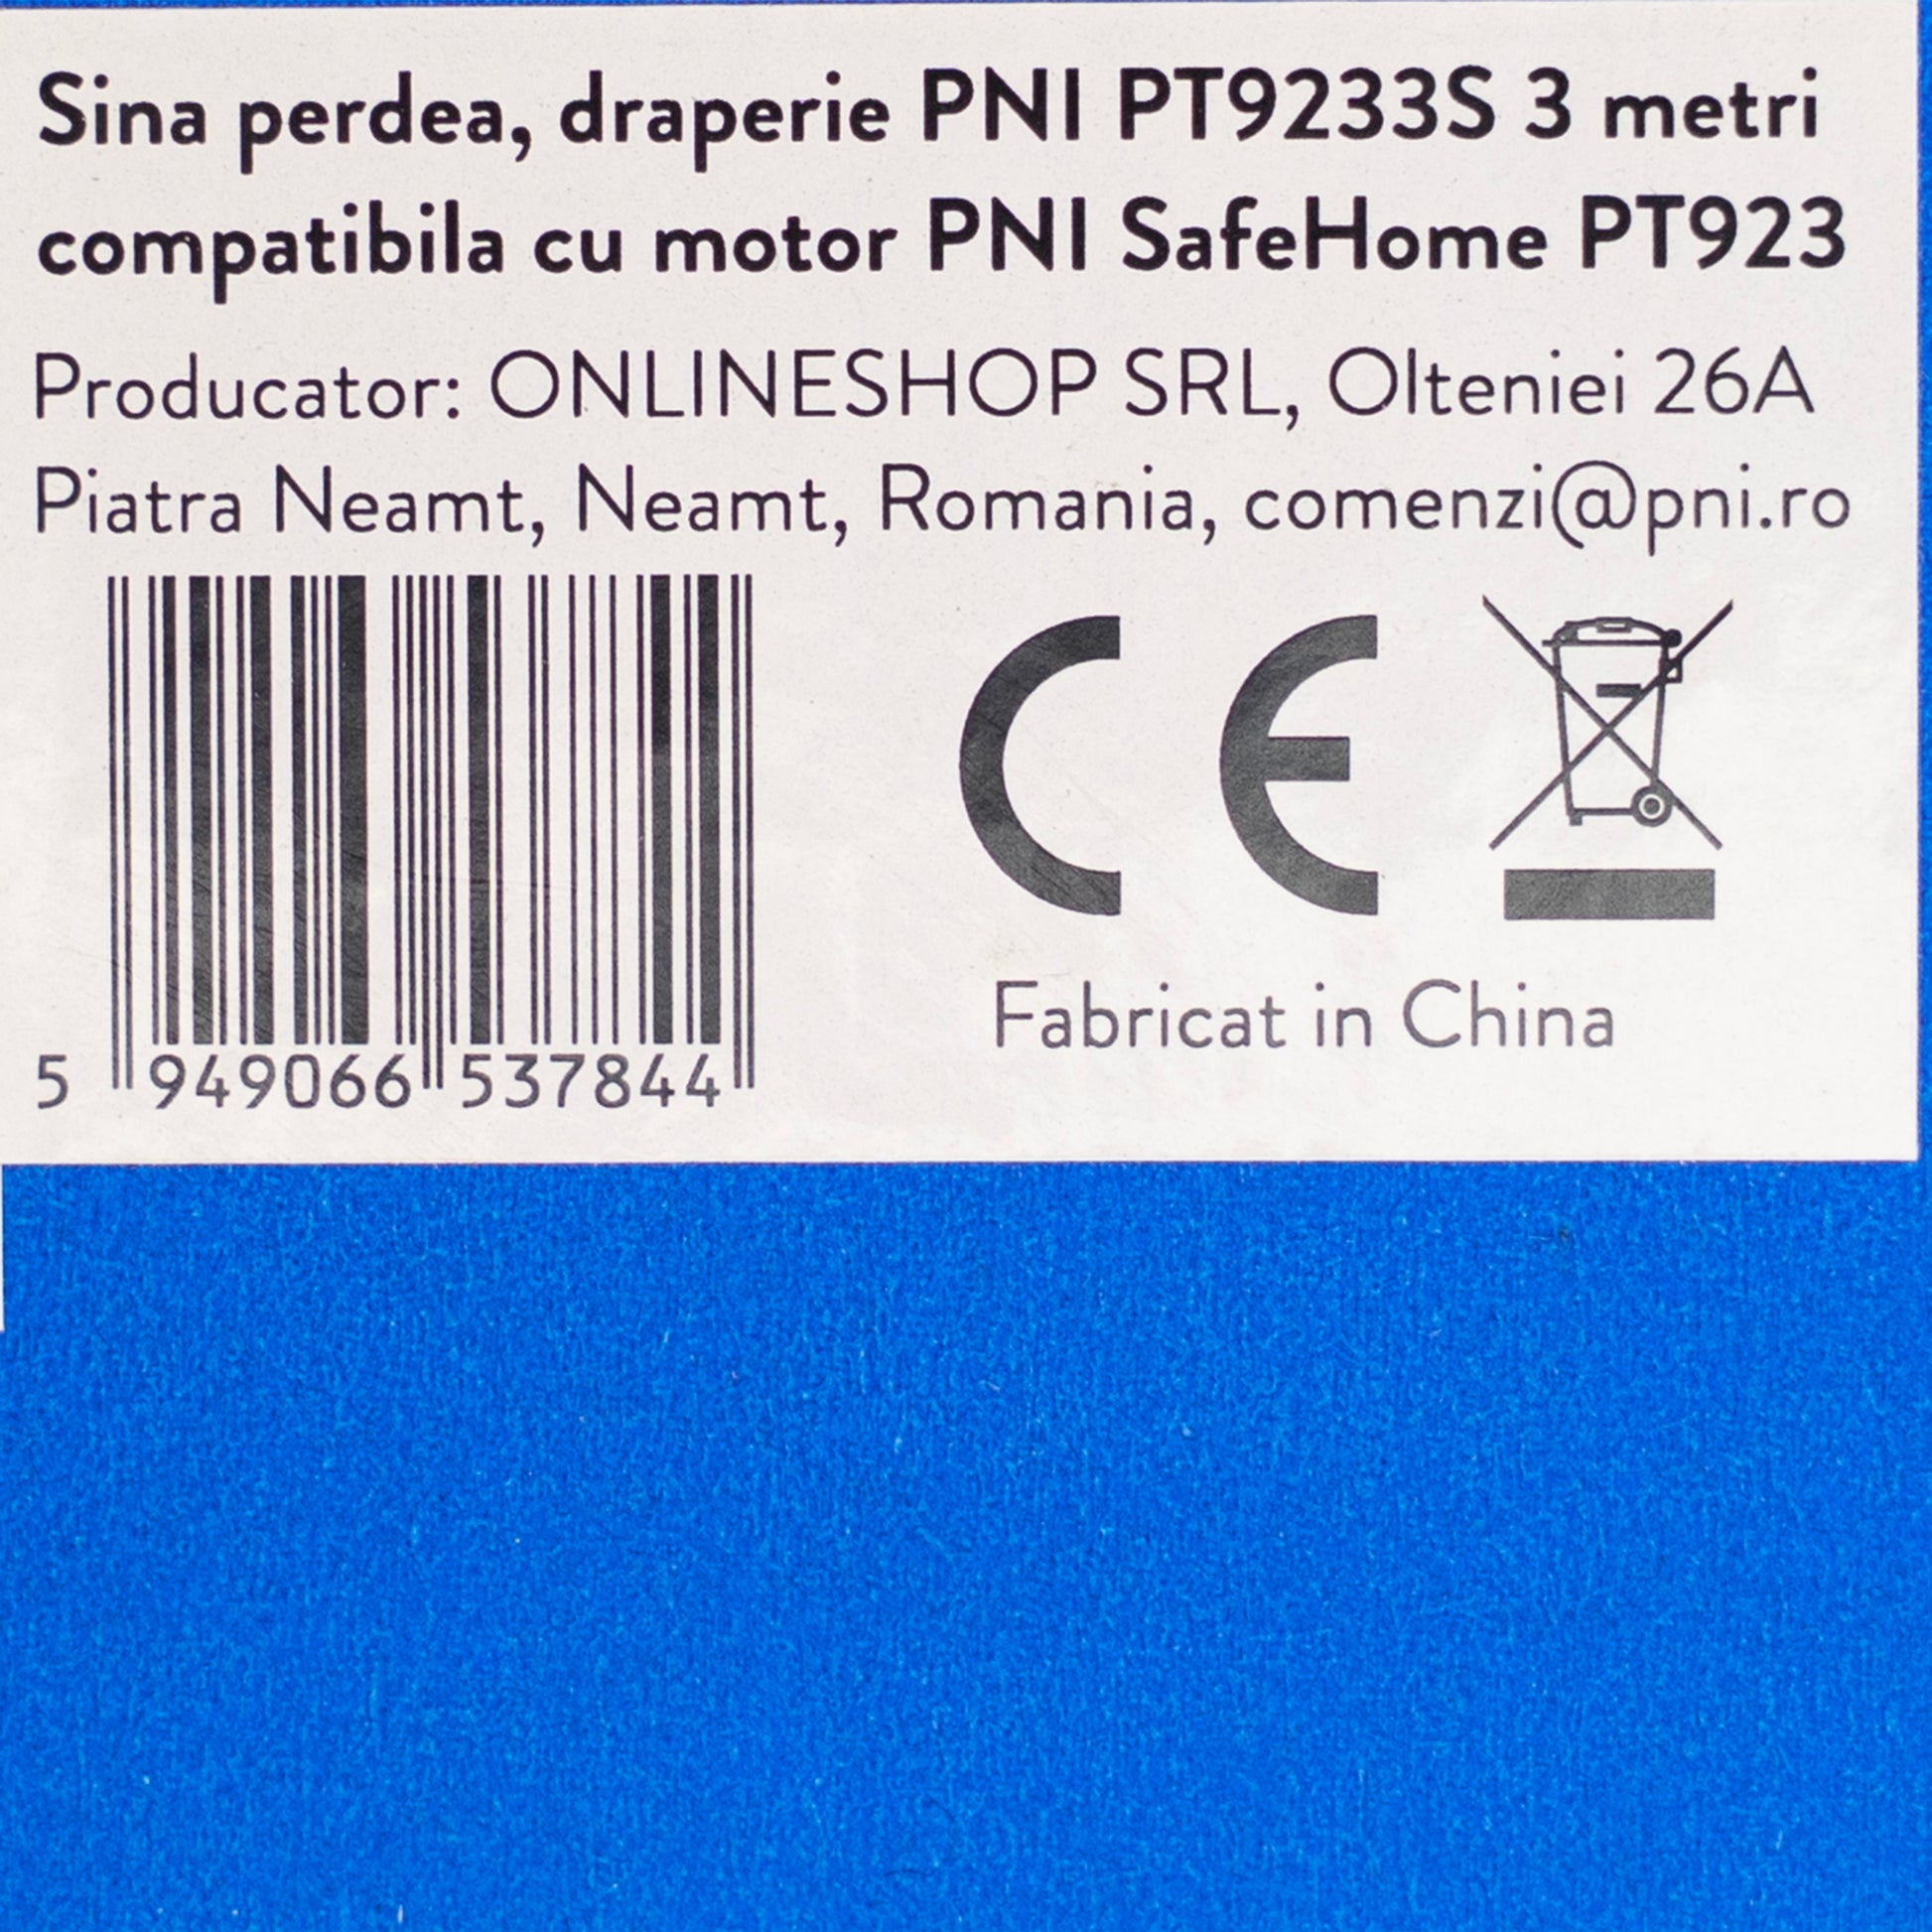 Sina perdea, draperie PNI PT9233S 3 metri
compatibila cu motor PNI SafeHome PT923
Producator: ONLINESHOP SRL, Olteniei 26A
Piatra Neamt, Neamt, Romania, comenzi@pni.ro
CE
Fabricat in China
5 949066 537844